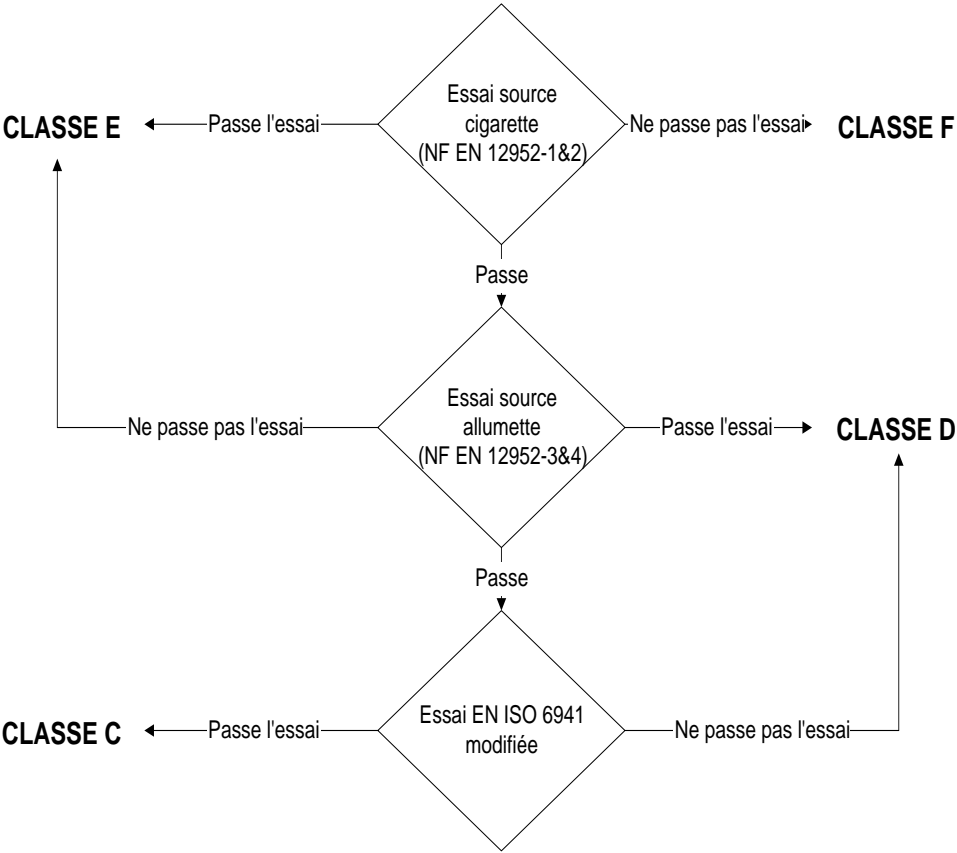 Essai source
cigarette
(NF EN 12952-1&2)
CLASSE E
Passe l'essai
Ne passe pas l'essai
CLASSE F
Passe
Essai source
allumette
(NF EN 12952-3&4)
Ne passe pas l'essai
Passe l'essai
CLASSE D
Passe
Essai EN ISO 6941
modifiée
CLASSE C
Passe l'essai
Ne passe pas l'essai